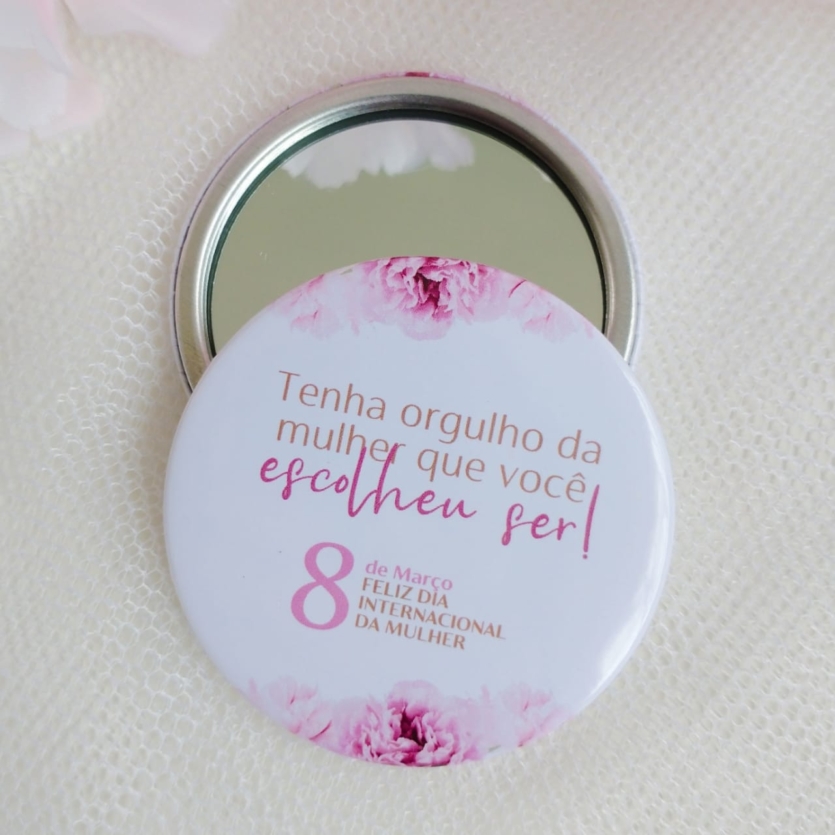 Tenha orgulho da
mulher que você
escolheu ser!
8 de Março
FELIZ DIA
INTERNACIONAL
DA MULHER